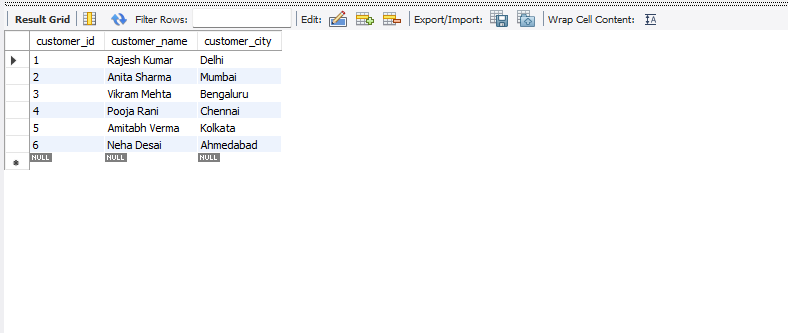 Result Grid Filter Rows: Edit: Export/Import: Wrap Cell Content: IA
customer_id customer_name customer_city
1 Rajesh Kumar Delhi
2 Anita Sharma Mumbai
3 Vikram Mehta Bengaluru
4 Pooja Rani Chennai
5 Amitabh Verma Kolkata
6 Neha Desai Ahmedabad
NULL NULL NULL